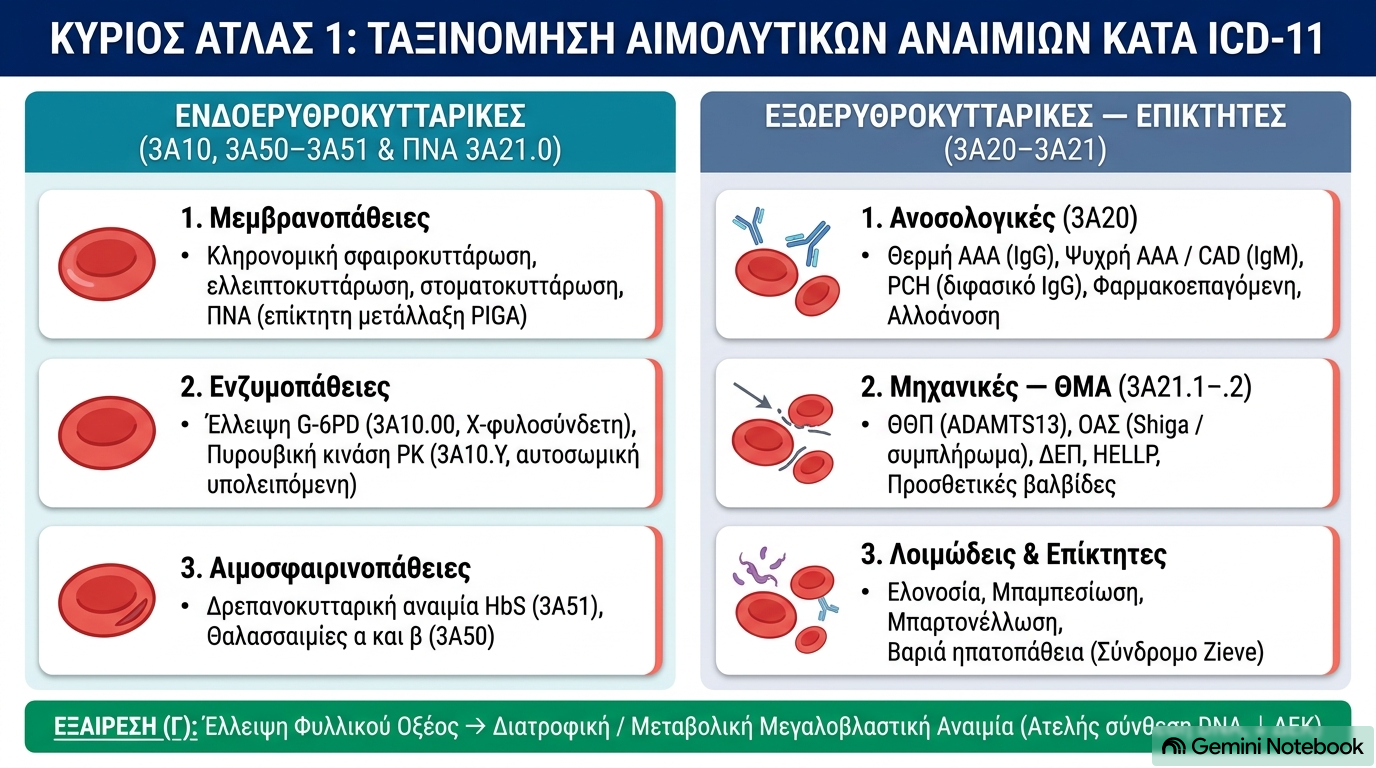 ΚΥΡΙΟΣ ΑΤΛΑΣ 1: ΤΑΞΙΝΟΜΗΣΗ ΑΙΜΟΛΥΤΙΚΩΝ ΑΝΑΙΜΙΩΝ ΚΑΤΑ ICD-11
ΕΝΔΟΕΡΥΘΡΟΚΥΤΤΑΡΙΚΕΣ
(3A10, 3A50–3A51 & ΠΝΑ 3A21.0)
1. Μεμβρανοπάθειες
• Κληρονομική σφαιροκυττάρωση,
ελλειπτοκυττάρωση, στοματοκυττάρωση,
ΠΝΑ (επίκτητη μετάλλαξη PIGA)
2. Ενζυμοπάθειες
• Έλλειψη G-6PD (3A10.00, Χ-φυλοσύνδετη),
Πυρουβική κινάση PK (3A10.Y, αυτοσωμική
υπολειπόμενη)
3. Αιμοσφαιρινοπάθειες
• Δρεπανοκυτταρική αναιμία HbS (3A51),
Θαλασσαιμίες α και β (3A50)
ΕΞΩΕΡΥΘΡΟΚΥΤΤΑΡΙΚΕΣ — ΕΠΙΚΤΗΤΕΣ
(3A20–3A21)
1. Ανοσολογικές (3A20)
• Θερμή ΑΑΑ (IgG), Ψυχρή ΑΑΑ / CAD (IgM),
PCH (διφασικό IgG), Φαρμακοεπαγόμενη,
Αλλοάνοση
2. Μηχανικές — ΘΜΑ (3A21.1–.2)
• ΘΘΠ (ADAMTS13), ΟΑΣ (Shiga /
συμπλήρωμα), ΔΕΠ, HELLP,
Προσθετικές βαλβίδες
3. Λοιμώδεις & Επίκτητες
• Ελονοσία, Μπαμπεσίωση,
Μπαρτονέλλωση,
Βαριά ηπατοπάθεια (Σύνδρομο Zieve)
ΕΞΑΙΡΕΣΗ (Γ): Έλλειψη Φυλλικού Οξέος → Διατροφική / Μεταβολική Μεγαλοβλαστική Αναιμία (Ατελής σύνθεση DNA, ↓ ΔΕΚ)
Gemini Notebook